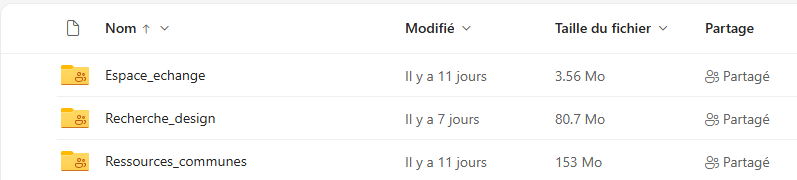 Nom ↑ Modifié Taille du fichier Partage
Espace_echange Il y a 11 jours 3.56 Mo Partagé
Recherche_design Il y a 7 jours 80.7 Mo Partagé
Ressources_communes Il y a 11 jours 153 Mo Partagé